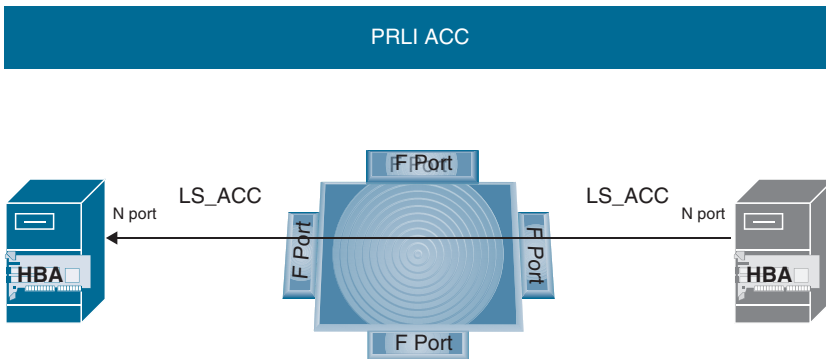 PRLI ACC
F Port
LS_ACC
LS_ACC
N port
N port
F Port
F Port
HBA
HBA
F Port